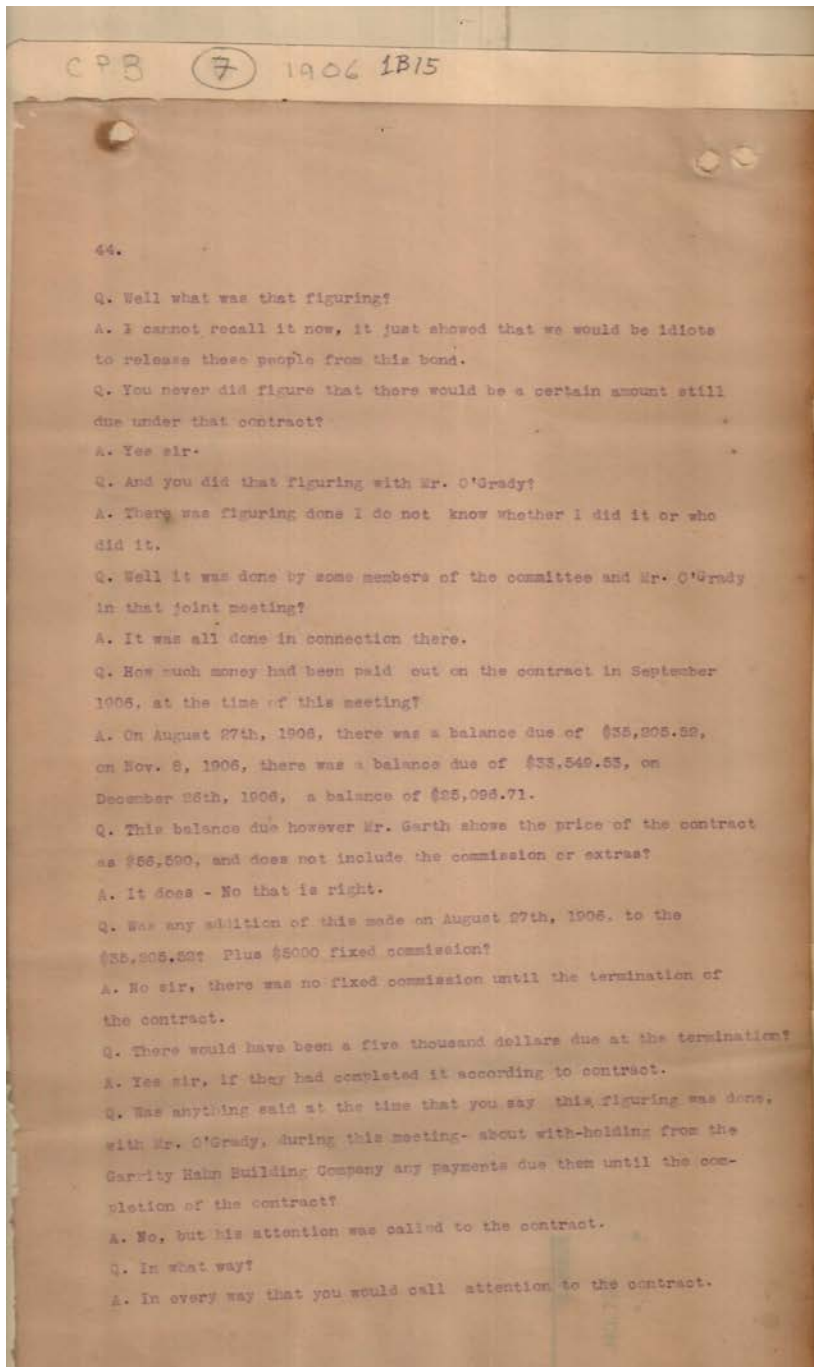 CPB 7 1906 1B15
44.
Q. Well what was that figuring?
A. I cannot recall it now, it just showed that we would be idiots
to release these people from this bond.
Q. You never did figure that there would be a certain amount still
due under that contract?
A. Yes sir.
Q. And you did that figuring with Mr. O'Grady?
A. There was figuring done I do not know whether I did it or who
did it.
Q. Well it was done by some members of the committee and Mr. O'Grady
in that joint meeting?
A. It was all done in connection there.
Q. How much money had been paid out on the contract in September
1906, at the time of this meeting?
A. On August 27th, 1906, there was a balance due of $35,205.52,
on Nov. 8, 1906, there was a balance due of $33,549.53, on
December 26th, 1906, a balance of $25,096.71.
Q. This balance due however Mr. Garth shows the price of the contract
as $56,590, and does not include the commission or extras?
A. It does - No that is right.
Q. Was any addition of this made on August 27th, 1906, to the
$35,205.52? Plus $5000 fixed commission?
A. No sir, there was no fixed commission until the termination of
the contract.
Q. There would have been a five thousand dollars due at the termination?
A. Yes sir, if they had completed it according to contract.
Q. Was anything said at the time that you say this figuring was done,
with Mr. O'Grady, during this meeting- about with-holding from the
Garrity Hahn Building Company any payments due them until the com-
pletion of the contract?
A. No, but his attention was called to the contract.
Q. In what way?
A. In every way that you would call attention to the contract.